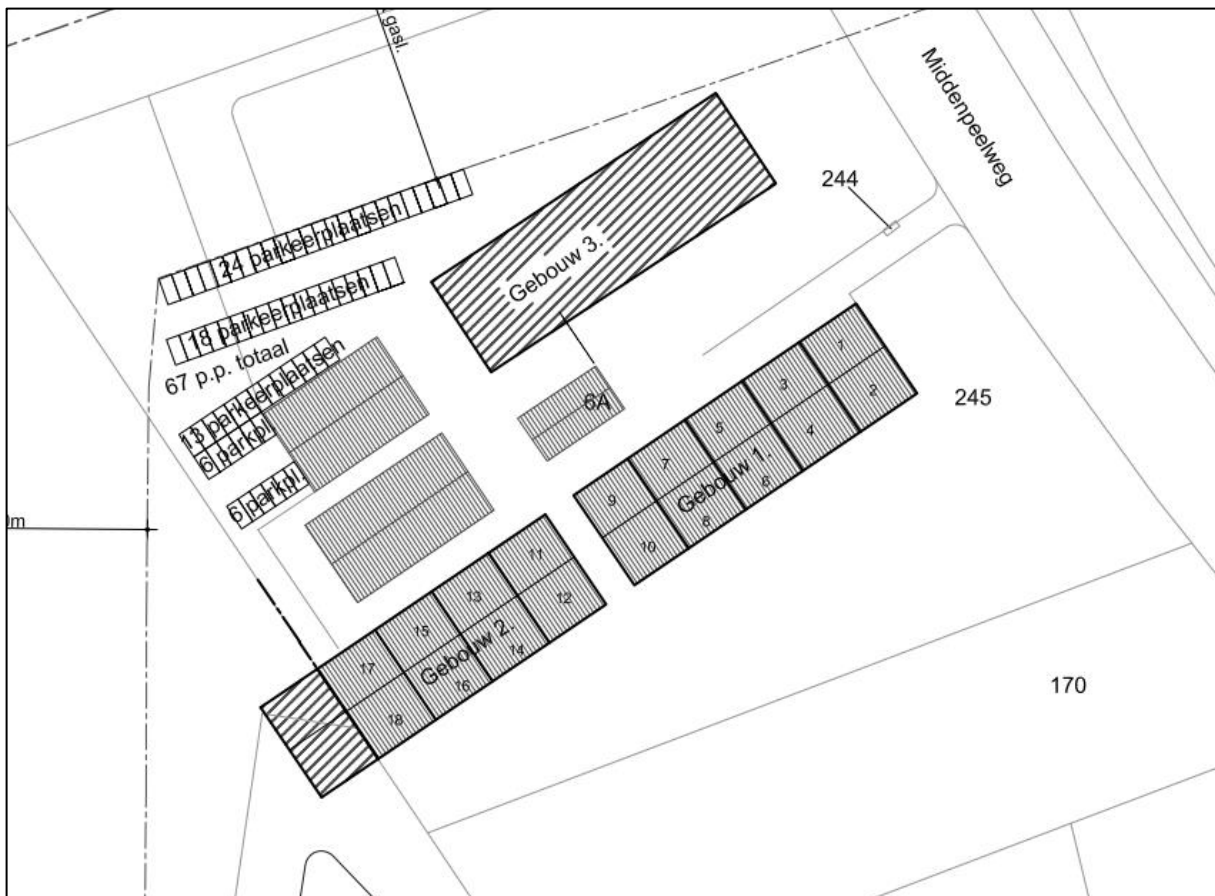 gasl.
Middenpeelweg
244
24 parkeerplaatsen
Gebouw 3.
18 parkeerplaatsen
67 p.p. totaal
13 parkeerplaatsen
6 parkpl
6 parkpl.
6A
245
1
2
3
4
5
6
7
8
9
10
Gebouw 1.
11
12
13
14
15
16
17
18
Gebouw 2.
170